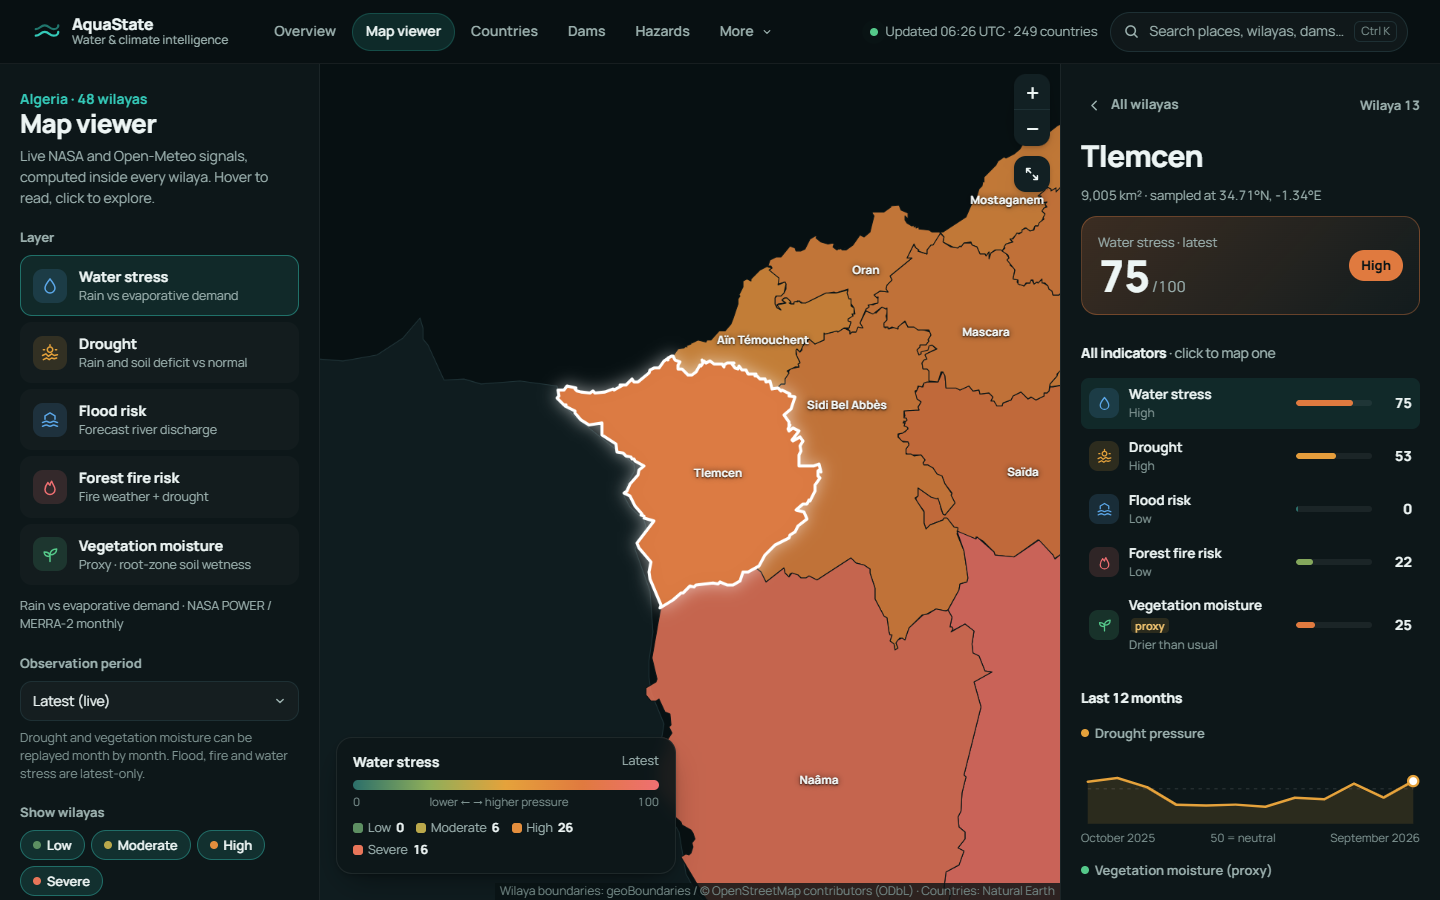 AquaState
Water & climate intelligence
Overview
Map viewer
Countries
Dams
Hazards
More
Updated 06:26 UTC · 249 countries
Search places, wilayas, dams...
Ctrl K
Algeria · 48 wilayas
Map viewer
Live NASA and Open-Meteo signals,
computed inside every wilaya. Hover to
read, click to explore.
Layer
Water stress
Rain vs evaporative demand
Drought
Rain and soil deficit vs normal
Flood risk
Forecast river discharge
Forest fire risk
Fire weather + drought
Vegetation moisture
Proxy · root-zone soil wetness
Rain vs evaporative demand · NASA POWER /
MERRA-2 monthly
Observation period
Latest (live)
Drought and vegetation moisture can be
replayed month by month. Flood, fire and water
stress are latest-only.
Show wilayas
Low
Moderate
High
Severe
+
−
Mostaganem
Oran
Mascara
Aïn Témouchent
Sidi Bel Abbès
Tlemcen
Saïda
Naâma
Water stress
Latest
0
lower ←→ higher pressure
100
Low 0
Moderate 6
High 26
Severe 16
Wilaya boundaries: geoBoundaries / © OpenStreetMap contributors (ODbL) · Countries: Natural Earth
All wilayas
Wilaya 13
Tlemcen
9,005 km² · sampled at 34.71°N, -1.34°E
Water stress · latest
75 /100
High
All indicators · click to map one
Water stress
High
75
Drought
High
53
Flood risk
Low
0
Forest fire risk
Low
22
Vegetation moisture
proxy
Drier than usual
25
Last 12 months
Drought pressure
October 2025
50 = neutral
September 2026
Vegetation moisture (proxy)